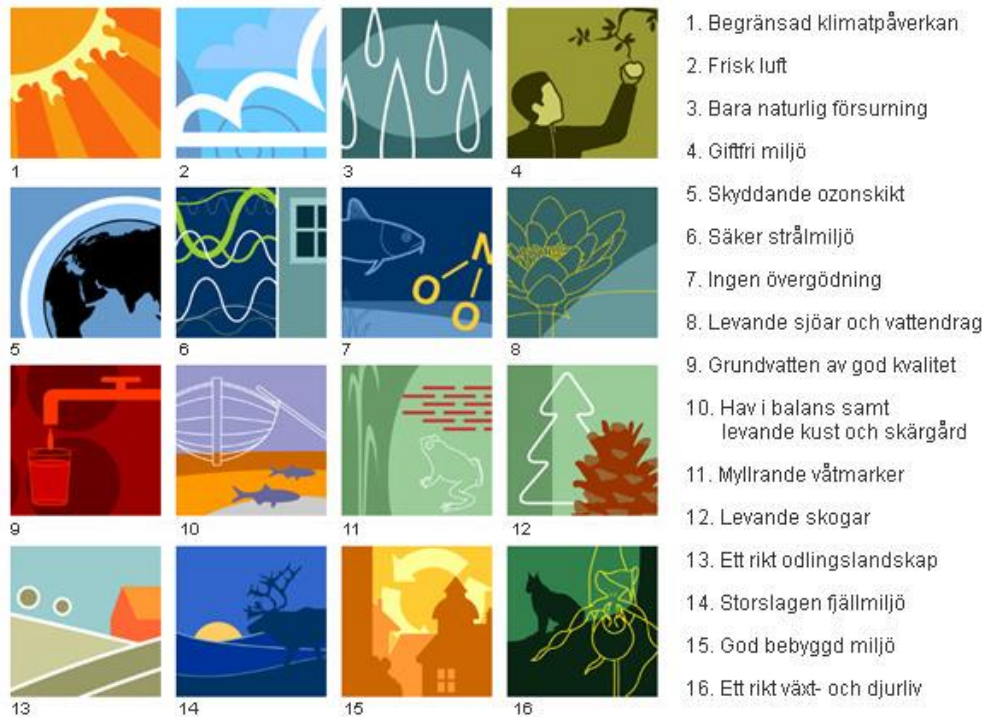 1
2
3
4
5
6
7
N
O
O
8
9
10
11
12
13
14
15
16
1. Begränsad klimatpåverkan
2. Frisk luft
3. Bara naturlig försurning
4. Giftfri miljö
5. Skyddande ozonskikt
6. Säker strålmiljö
7. Ingen övergödning
8. Levande sjöar och vattendrag
9. Grundvatten av god kvalitet
10. Hav i balans samt
levande kust och skärgård
11. Myllrande våtmarker
12. Levande skogar
13. Ett rikt odlingslandskap
14. Storslagen fjällmiljö
15. God bebyggd miljö
16. Ett rikt växt- och djurliv